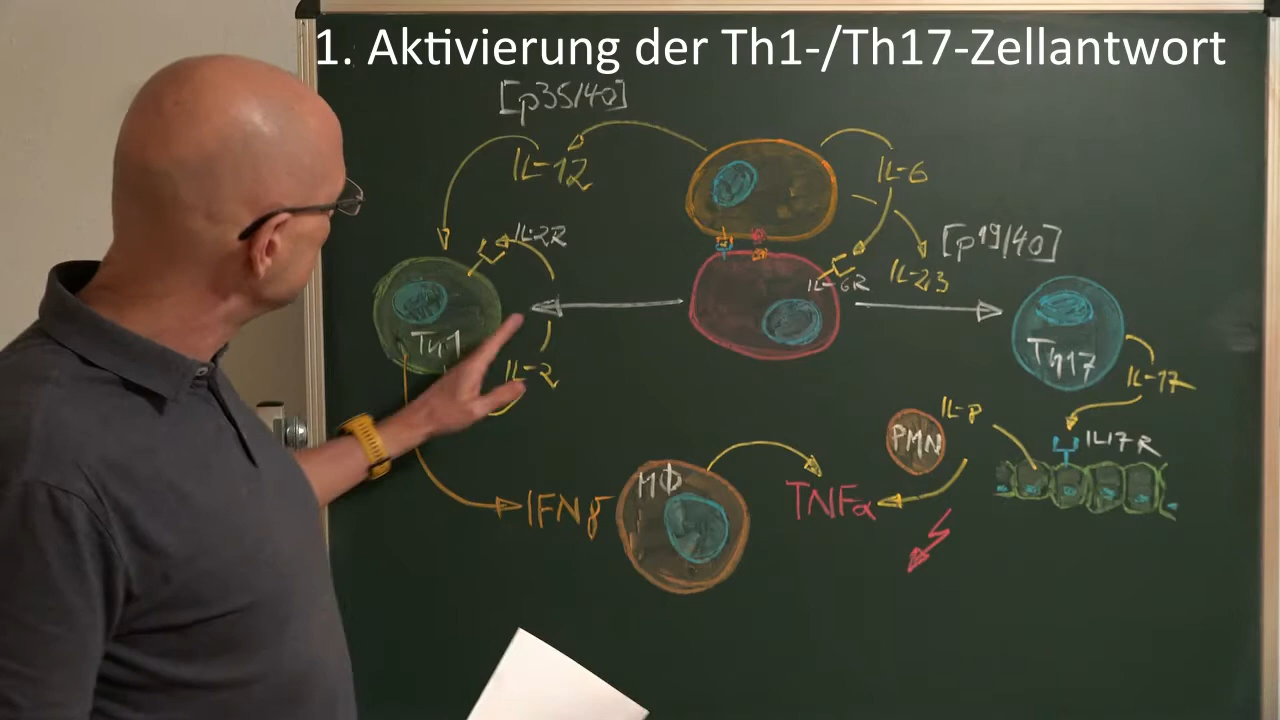 1. Aktivierung der Th1-/Th17-Zellantwort
[p35/40]
IL-12
IL-6
IL-2R
[p19/40]
IL-6R
IL-23
Th1
Th17
IL-2
IL-17
IL-8
PMN
IL17R
MΦ
TNFα
IFNγ